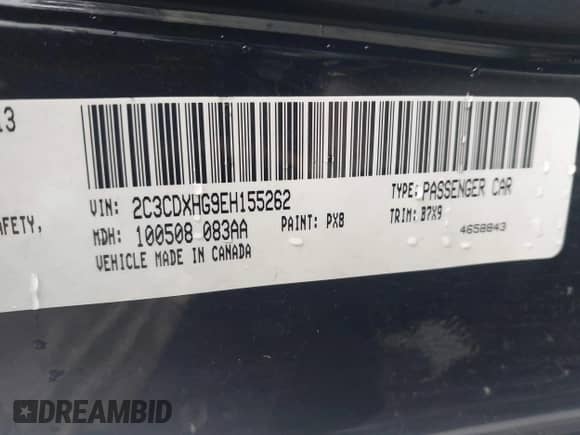 13
VIN: 2C3CDXHG9EH155262
TYPE: PASSENGER CAR
AFETY,
MDH: 100508 083AA
PAINT: PX8
TRIM: B7X9
VEHICLE MADE IN CANADA
4658843
DREAMBID